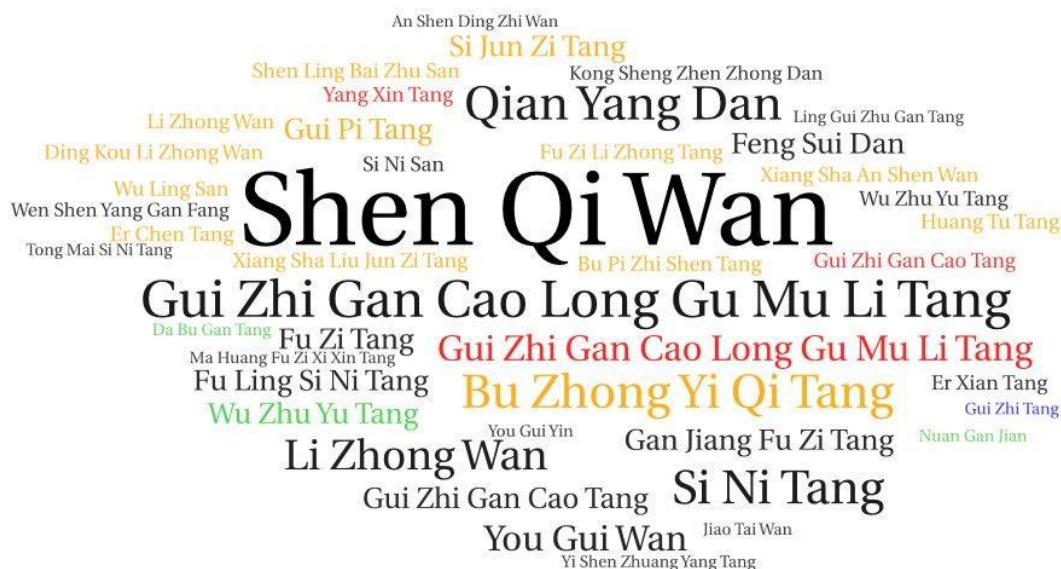 An Shen Ding Zhi Wan
Si Jun Zi Tang
Shen Ling Bai Zhu San
Kong Sheng Zhen Zhong Dan
Yang Xin Tang
Qian Yang Dan
Ling Gui Zhu Gan Tang
Li Zhong Wan
Gui Pi Tang
Feng Sui Dan
Ding Kou Li Zhong Wan
Si Ni San
Fu Zi Li Zhong Tang
Xiang Sha An Shen Wan
Wu Ling San
Shen Qi Wan
Wu Zhu Yu Tang
Wen Shen Yang Gan Fang
Huang Tu Tang
Er Chen Tang
Tong Mai Si Ni Tang
Xiang Sha Liu Jun Zi Tang
Bu Pi Zhi Shen Tang
Gui Zhi Gan Cao Tang
Gui Zhi Gan Cao Long Gu Mu Li Tang
Da Bu Gan Tang
Fu Zi Tang
Gui Zhi Gan Cao Long Gu Mu Li Tang
Ma Huang Fu Zi Xi Xin Tang
Fu Ling Si Ni Tang
Bu Zhong Yi Qi Tang
Er Xian Tang
Wu Zhu Yu Tang
Gui Zhi Tang
You Gui Yin
Gan Jiang Fu Zi Tang
Nuan Gan Jian
Li Zhong Wan
Gui Zhi Gan Cao Tang
Si Ni Tang
You Gui Wan
Jiao Tai Wan
Yi Shen Zhuang Yang Tang